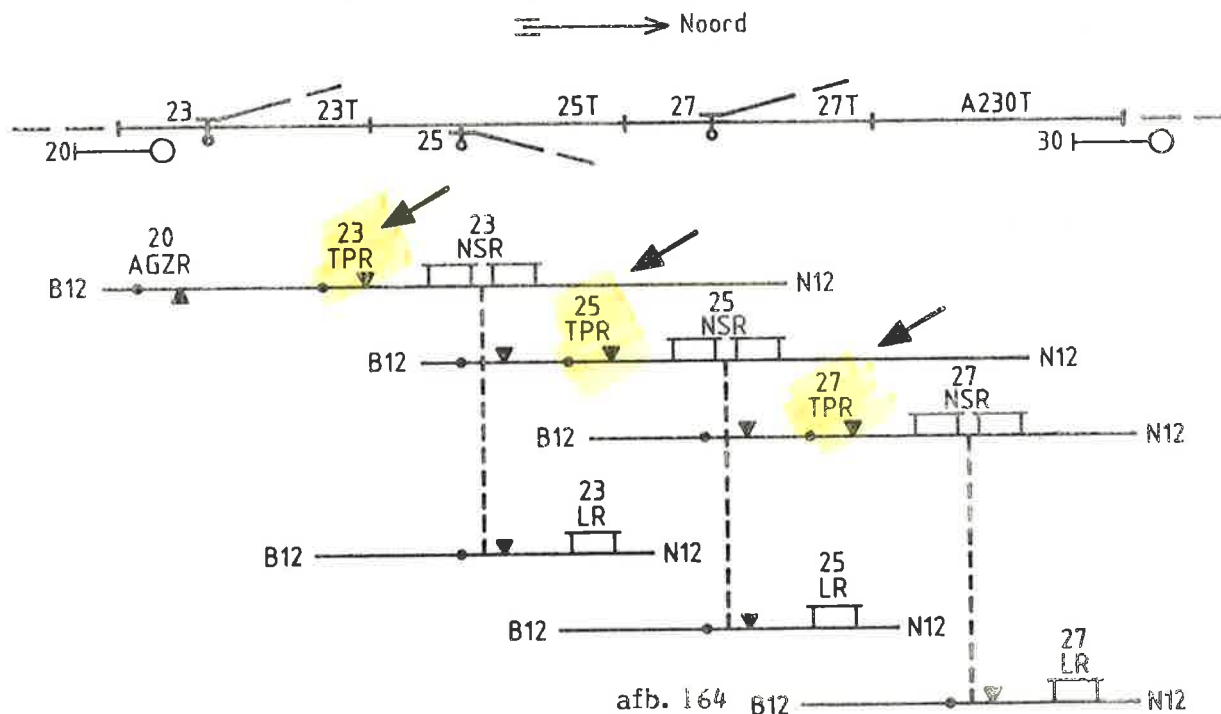 Noord
23 23T 25T 27 27T A230T
20 25 30
20 AGZR
23 TPR
23 NSR
B12 N12
25 TPR
25 NSR
B12 N12
27 TPR
27 NSR
B12 N12
23 LR
B12 N12
25 LR
B12 N12
27 LR
afb. 164 B12 N12